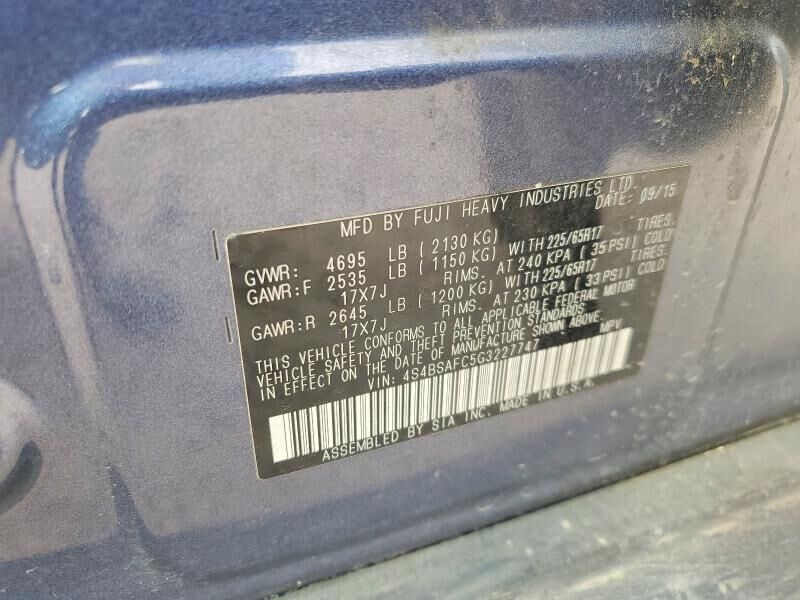 MFD BY FUJI HEAVY INDUSTRIES LTD.
DATE: 09/15
GVWR: 4695 LB ( 2130 KG)
GAWR:F 2535 LB ( 1150 KG) WITH 225/65R17 TIRES.
17X7J RIMS. AT 240 KPA ( 35 PSI) COLD
GAWR:R 2645 LB ( 1200 KG) WITH 225/65R17 TIRES.
17X7J RIMS. AT 230 KPA ( 33 PSI) COLD
THIS VEHICLE CONFORMS TO ALL APPLICABLE FEDERAL MOTOR
VEHICLE SAFETY AND THEFT PREVENTION STANDARDS
IN EFFECT ON THE DATE OF MANUFACTURE SHOWN ABOVE.
VIN: 4S4BSAFC5G3227747 MPV
ASSEMBLED BY SIA INC. MADE IN U.S.A.